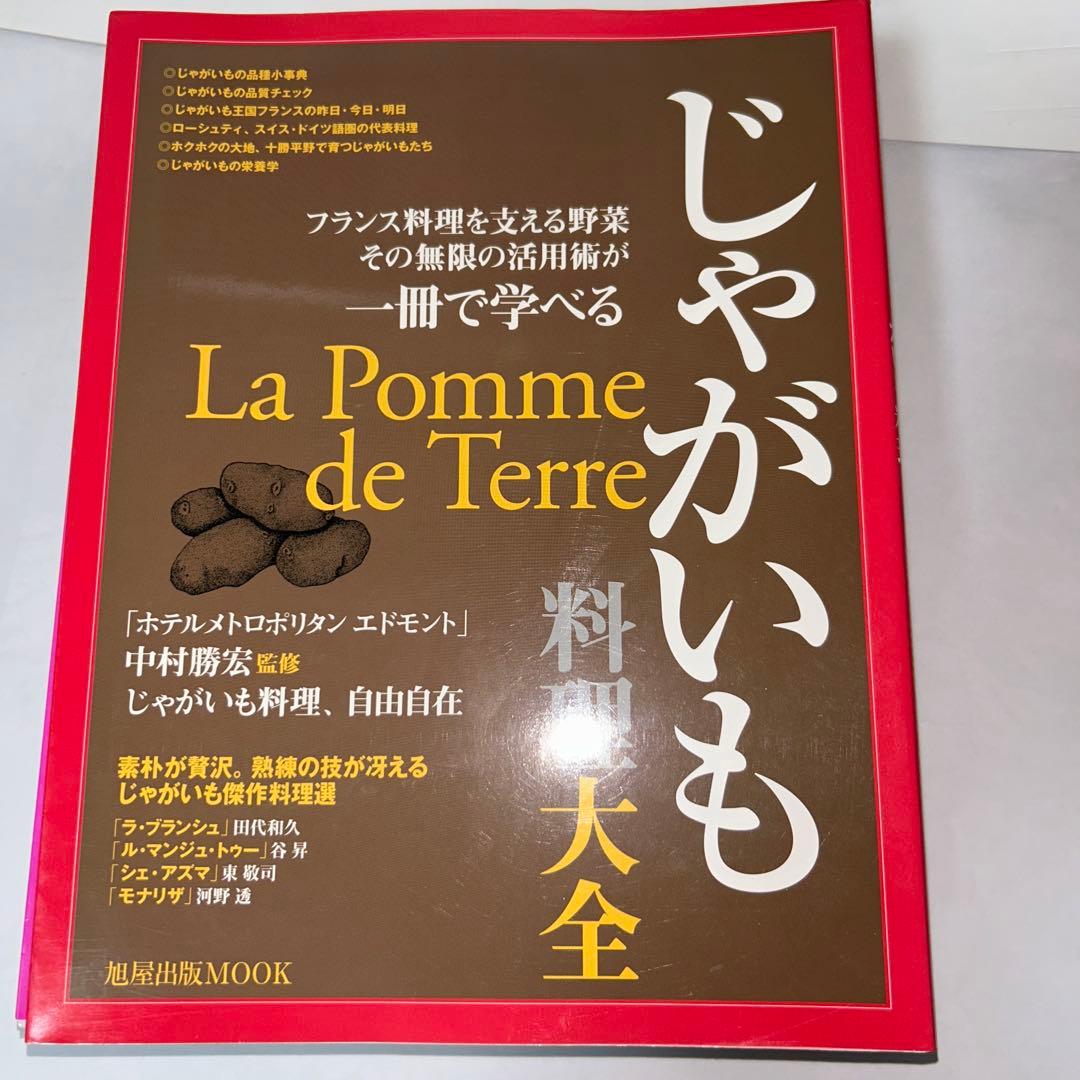 ◎じゃがいもの品種小事典
◎じゃがいもの品質チェック
◎じゃがいも王国フランスの昨日・今日・明日
◎ローシュティ、スイス・ドイツ語圏の代表料理
◎ホクホクの大地、十勝平野で育つじゃがいもたち
◎じゃがいもの栄養学
じゃがいも
料理大全
フランス料理を支える野菜
その無限の活用術が
一冊で学べる
La Pomme
de Terre
「ホテルメトロポリタン エドモント」
中村勝宏監修
じゃがいも料理、自由自在
素朴が贅沢。熟練の技が冴える
じゃがいも傑作料理選
「ラ・ブランシュ」田代和久
「ル・マンジュ・トゥー」谷 昇
「シェ・アズマ」東 敬司
「モナリザ」河野 透
旭屋出版MOOK